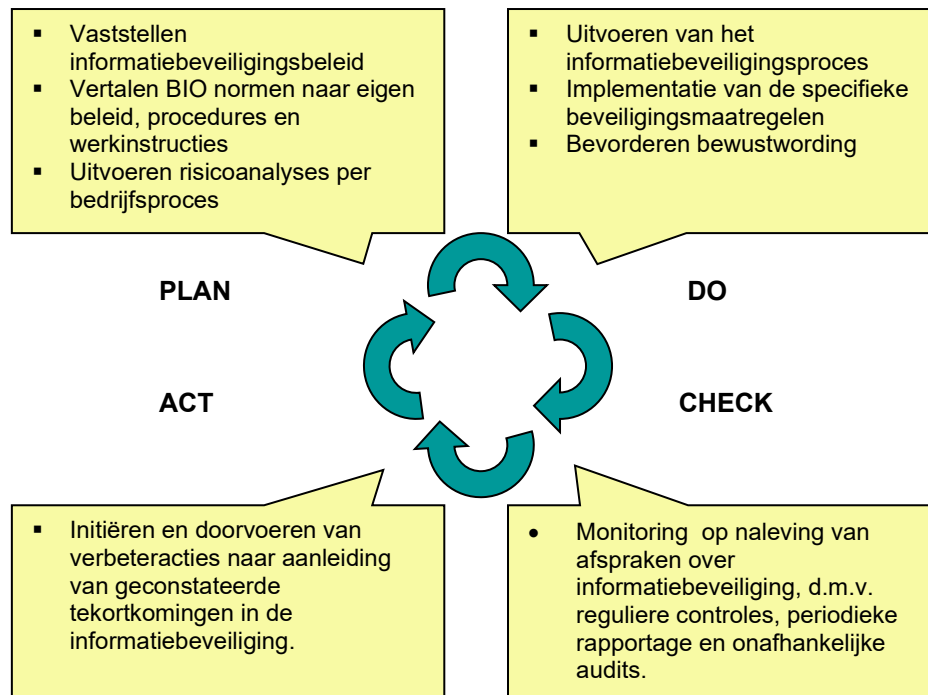 ▪ Vaststellen
informatiebeveiligingsbeleid
▪ Vertalen BIO normen naar eigen
beleid, procedures en
werkinstructies
▪ Uitvoeren risicoanalyses per
bedrijfsproces
▪ Uitvoeren van het
informatiebeveiligingsproces
▪ Implementatie van de specifieke
beveiligingsmaatregelen
▪ Bevorderen bewustwording
PLAN
DO
ACT
CHECK
▪ Initiëren en doorvoeren van
verbeteracties naar aanleiding
van geconstateerde
tekortkomingen in de
informatiebeveiliging.
• Monitoring op naleving van
afspraken over
informatiebeveiliging, d.m.v.
reguliere controles, periodieke
rapportage en onafhankelijke
audits.